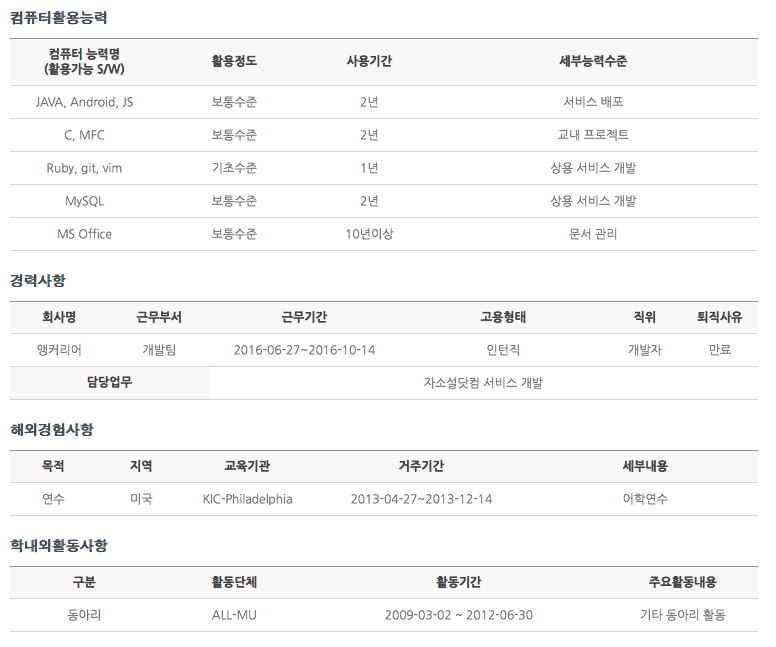 컴퓨터활용능력
컴퓨터 능력명
(활용가능 S/W) 활용정도 사용기간 세부능력수준
JAVA, Android, JS 보통수준 2년 서비스 배포
C, MFC 보통수준 2년 교내 프로젝트
Ruby, git, vim 기초수준 1년 상용 서비스 개발
MySQL 보통수준 2년 상용 서비스 개발
MS Office 보통수준 10년이상 문서 관리
경력사항
회사명 근무부서 근무기간 고용형태 직위 퇴직사유
앵커리어 개발팀 2016-06-27~2016-10-14 인턴직 개발자 만료
담당업무 자소설닷컴 서비스 개발
해외경험사항
목적 지역 교육기관 거주기간 세부내용
연수 미국 KIC-Philadelphia 2013-04-27~2013-12-14 어학연수
학내외활동사항
구분 활동단체 활동기간 주요활동내용
동아리 ALL-MU 2009-03-02 ~ 2012-06-30 기타 동아리 활동